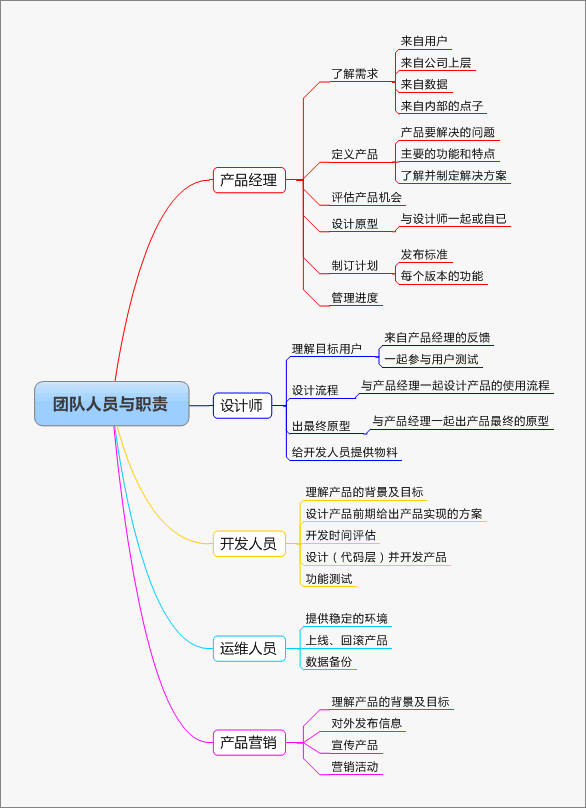 团队人员与职责
产品经理
了解需求
来自用户
来自公司上层
来自数据
来自内部的点子
定义产品
产品要解决的问题
主要的功能和特点
了解并制定解决方案
评估产品机会
设计原型
与设计师一起或自已
制订计划
发布标准
每个版本的功能
管理进度
设计师
理解目标用户
来自产品经理的反馈
一起参与用户测试
设计流程
与产品经理一起设计产品的使用流程
出最终原型
与产品经理一起出产品最终的原型
给开发人员提供物料
开发人员
理解产品的背景及目标
设计产品前期给出产品实现的方案
开发时间评估
设计（代码层）并开发产品
功能测试
运维人员
提供稳定的环境
上线、回滚产品
数据备份
产品营销
理解产品的背景及目标
对外发布信息
宣传产品
营销活动